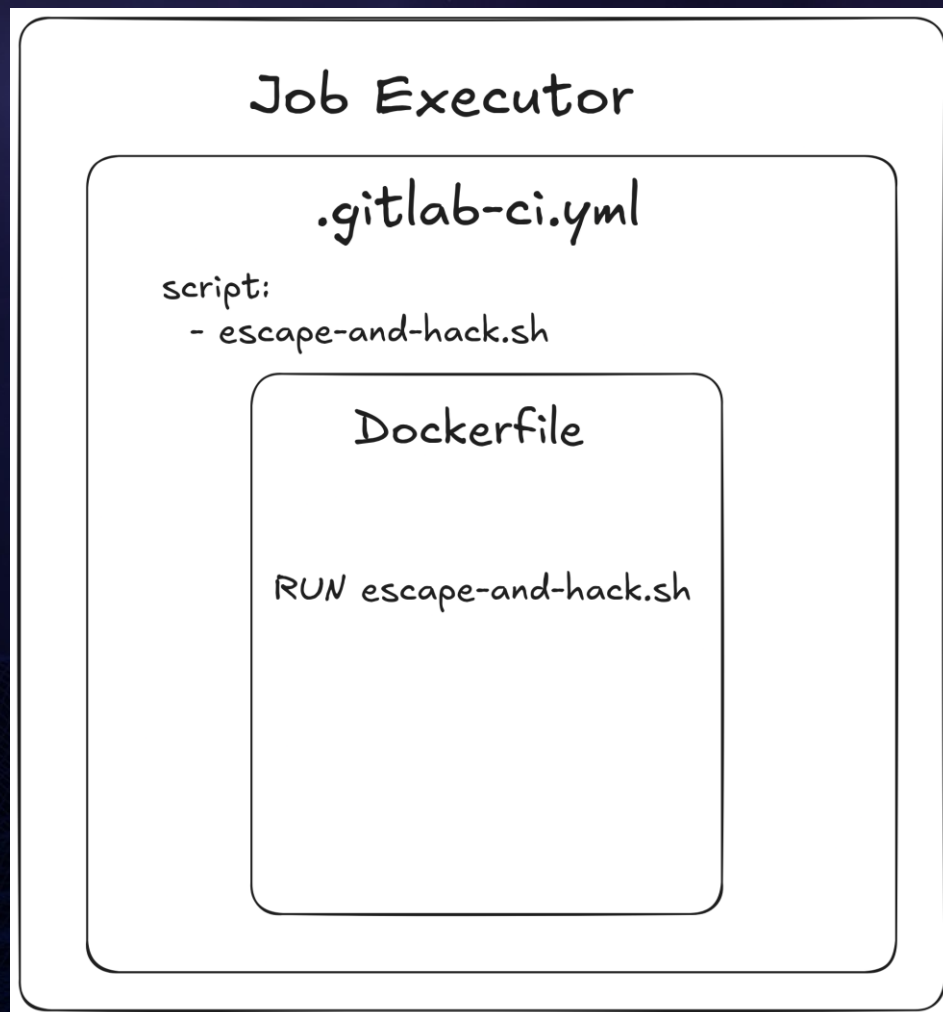 Job Executor
.gitlab-ci.yml
script:
- escape-and-hack.sh
Dockerfile
RUN escape-and-hack.sh